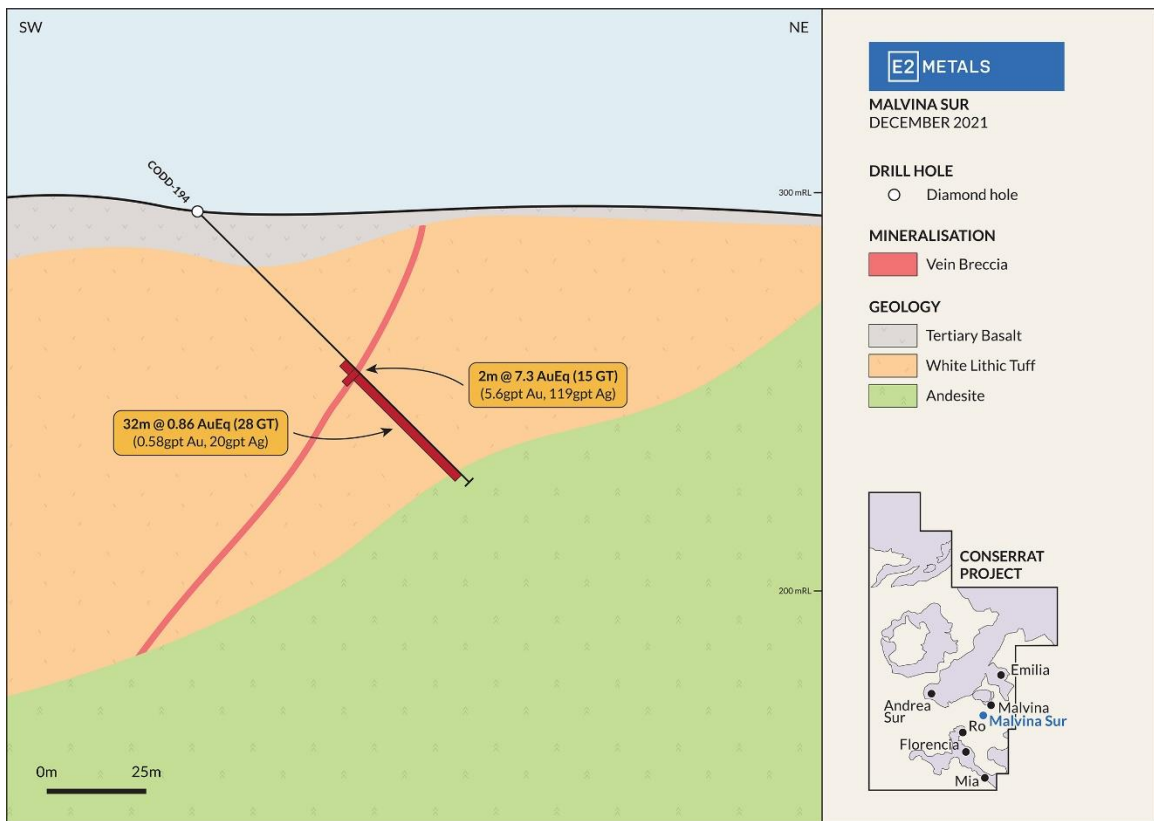 SW
NE
CODD-194
300 mRL
2m @ 7.3 AuEq (15 GT)
(5.6gpt Au, 119gpt Ag)
32m @ 0.86 AuEq (28 GT)
(0.58gpt Au, 20gpt Ag)
200 mRL
0m
25m
E2 METALS
MALVINA SUR
DECEMBER 2021
DRILL HOLE
Diamond hole
MINERALISATION
Vein Breccia
GEOLOGY
Tertiary Basalt
White Lithic Tuff
Andesite
CONSERRAT
PROJECT
Emilia
Andrea
Sur
Malvina
Malvina Sur
Ro
Florencia
Mia